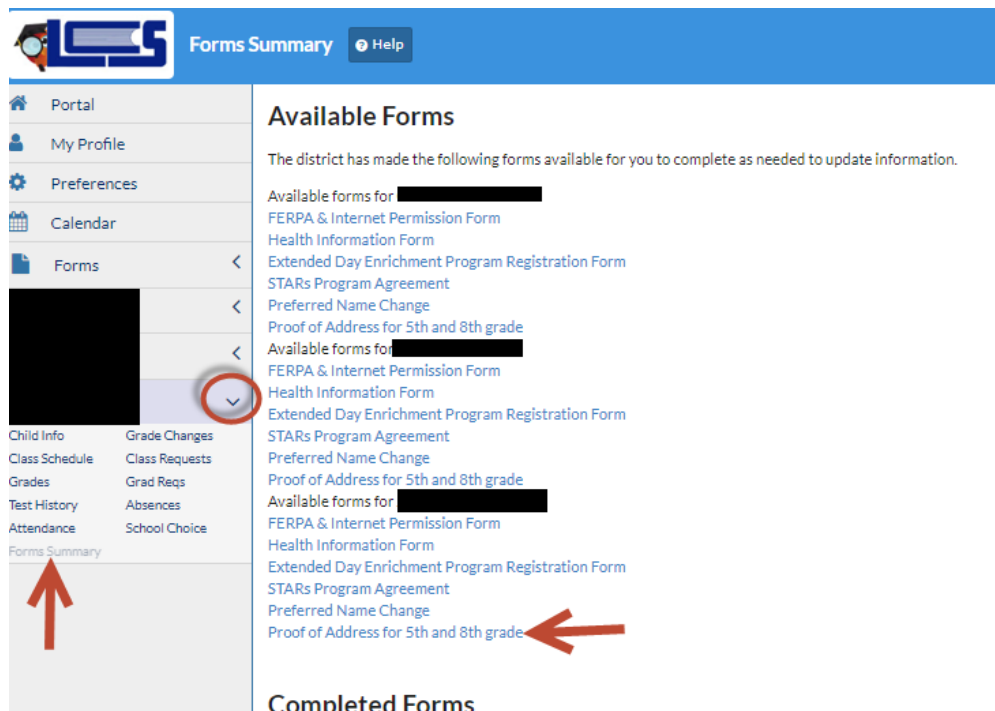 LCS
Forms Summary Help
Portal
My Profile
Preferences
Calendar
Forms
Child Info Grade Changes
Class Schedule Class Requests
Grades Grad Reqs
Test History Absences
Attendance School Choice
Forms Summary
Available Forms
The district has made the following forms available for you to complete as needed to update information.
Available forms for
FERPA & Internet Permission Form
Health Information Form
Extended Day Enrichment Program Registration Form
STARs Program Agreement
Preferred Name Change
Proof of Address for 5th and 8th grade
Available forms for
FERPA & Internet Permission Form
Health Information Form
Extended Day Enrichment Program Registration Form
STARs Program Agreement
Preferred Name Change
Proof of Address for 5th and 8th grade
Available forms for
FERPA & Internet Permission Form
Health Information Form
Extended Day Enrichment Program Registration Form
STARs Program Agreement
Preferred Name Change
Proof of Address for 5th and 8th grade
Completed Forms